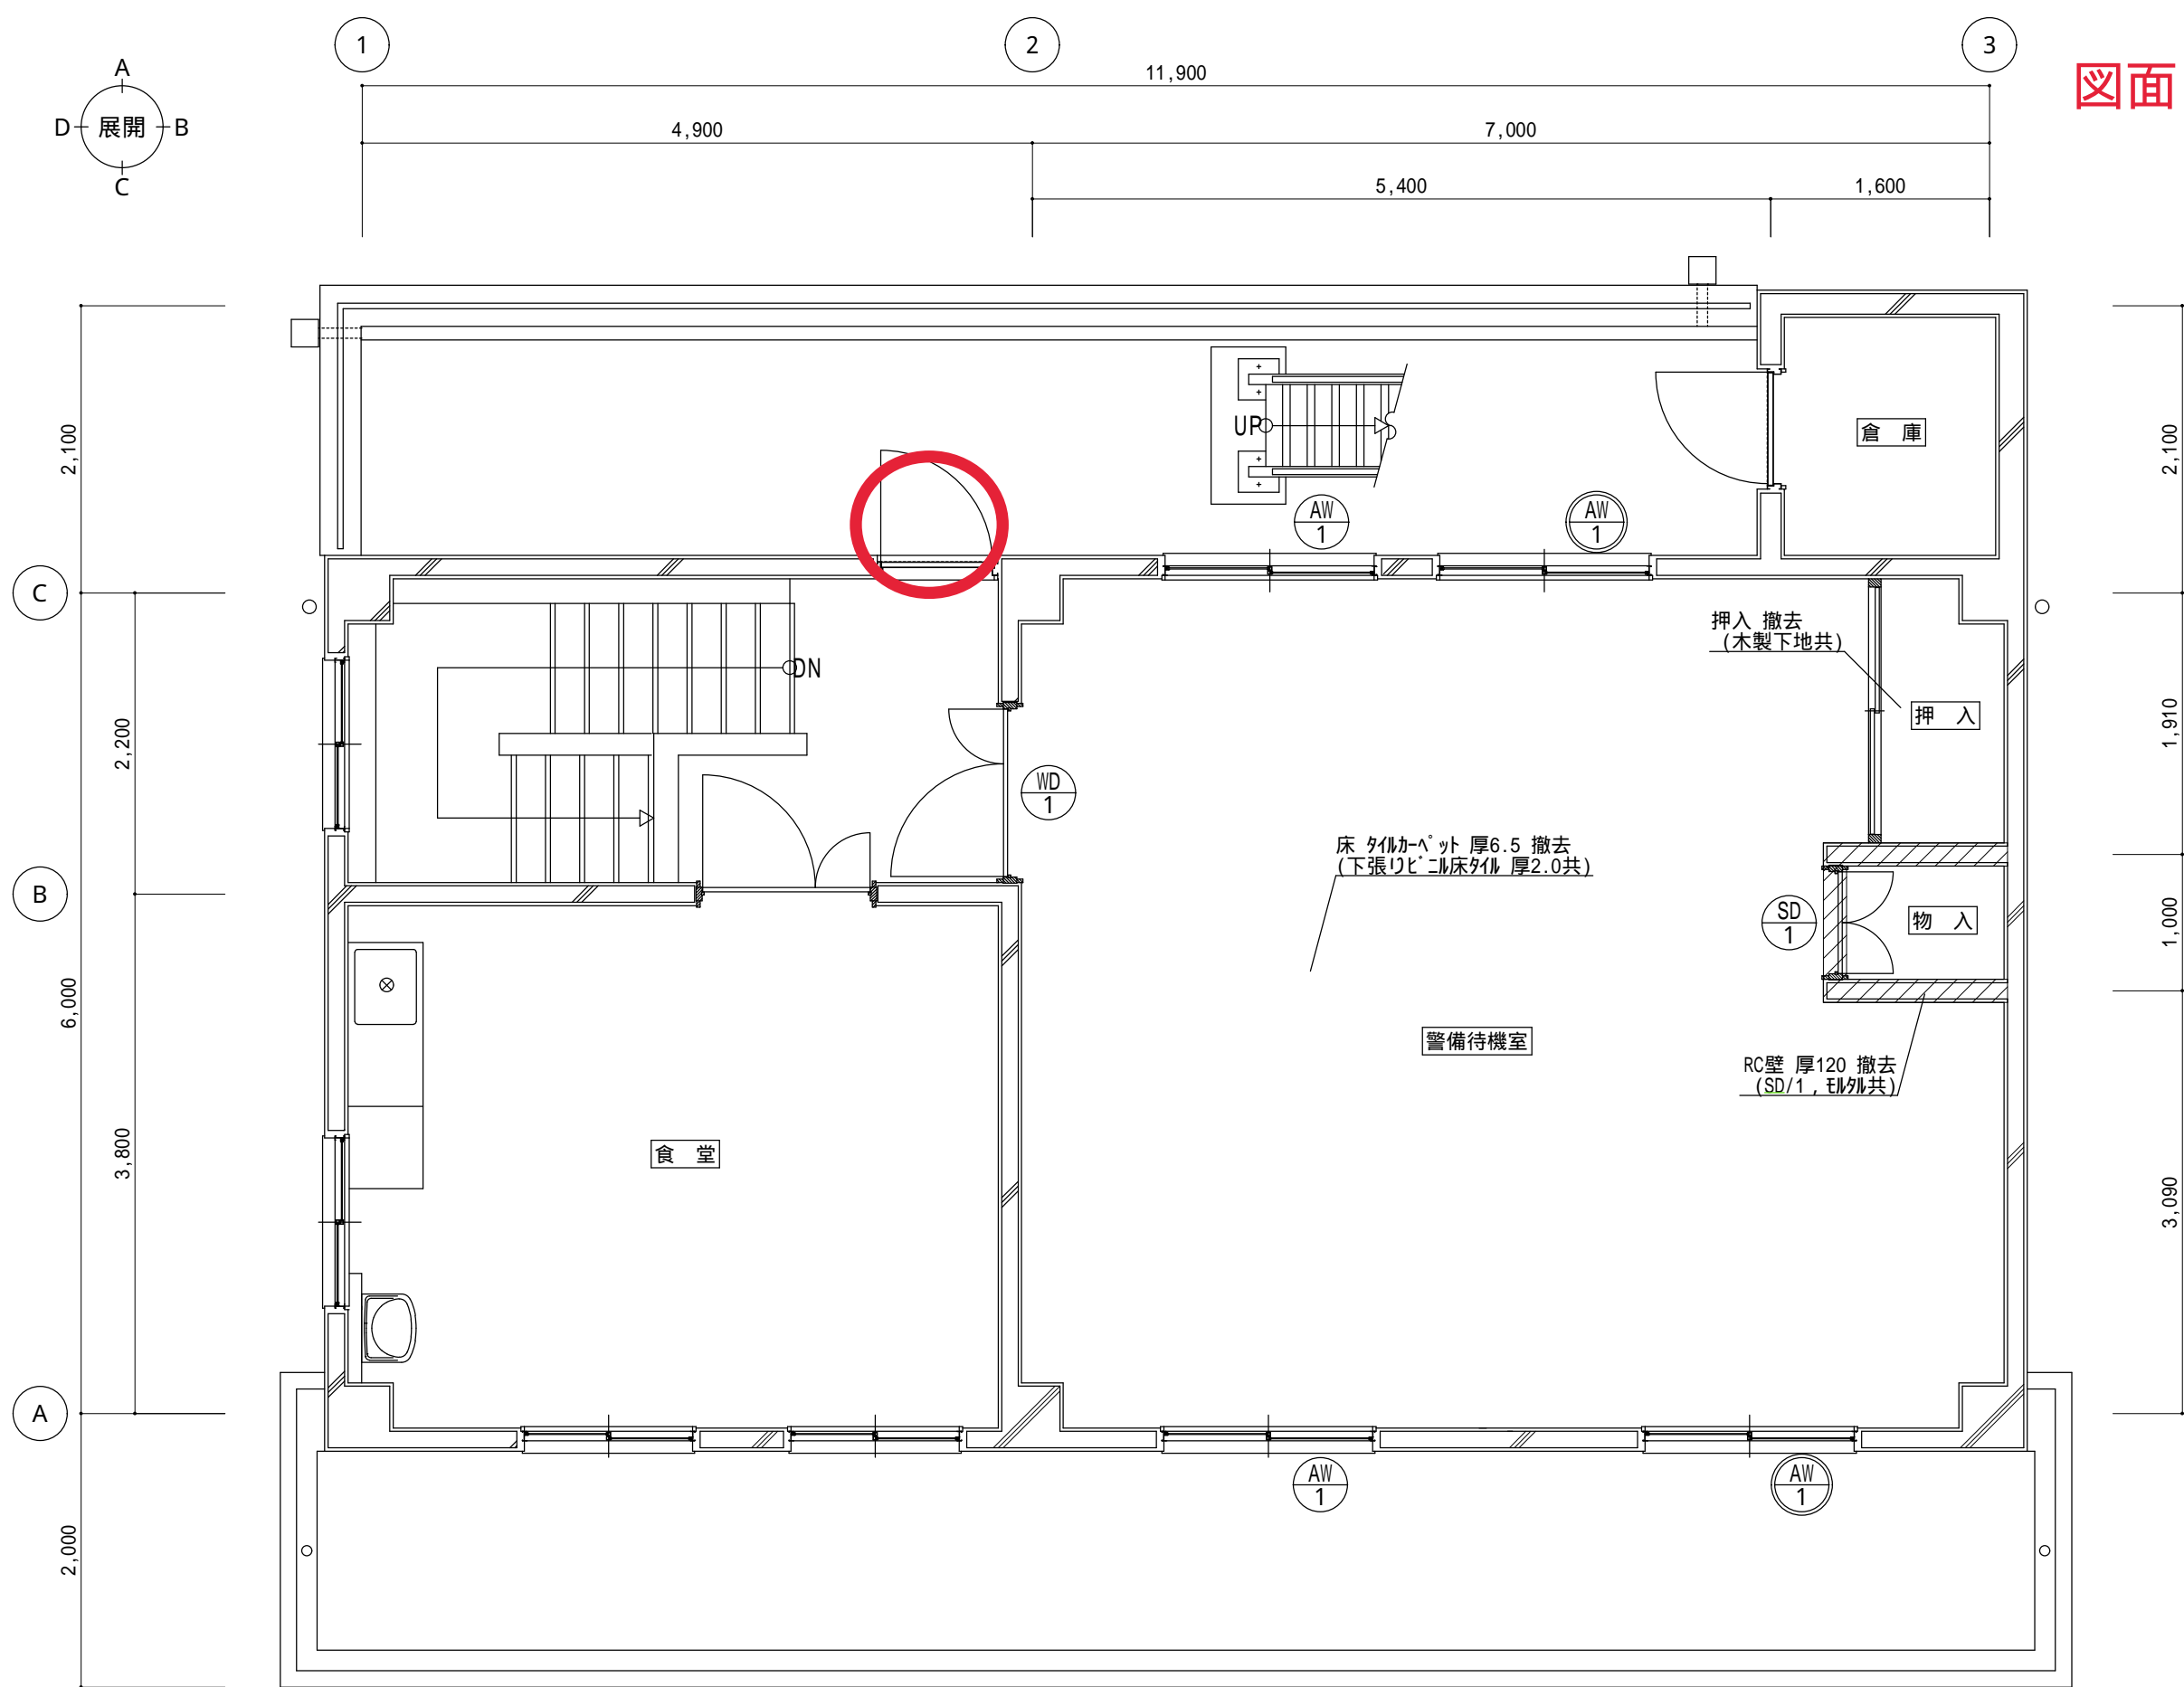 1
2
3
A
D 展開 B
C
図面
11,900
4,900
7,000
5,400
1,600
2,100
2,100
UP
倉 庫
AW
1
AW
1
C
押入 撤去
(木製下地共)
DN
押 入
2,200
1,910
WD
1
床 ﾀｲﾙｶｰﾍﾟｯﾄ 厚6.5 撤去
(下張りﾋﾞﾆﾙ床ﾀｲﾙ 厚2.0共)
B
SD
1
物 入
1,000
6,000
警備待機室
RC壁 厚120 撤去
(SD/1 , ﾓﾙﾀﾙ共)
3,800
食 堂
3,090
A
AW
1
AW
1
2,000